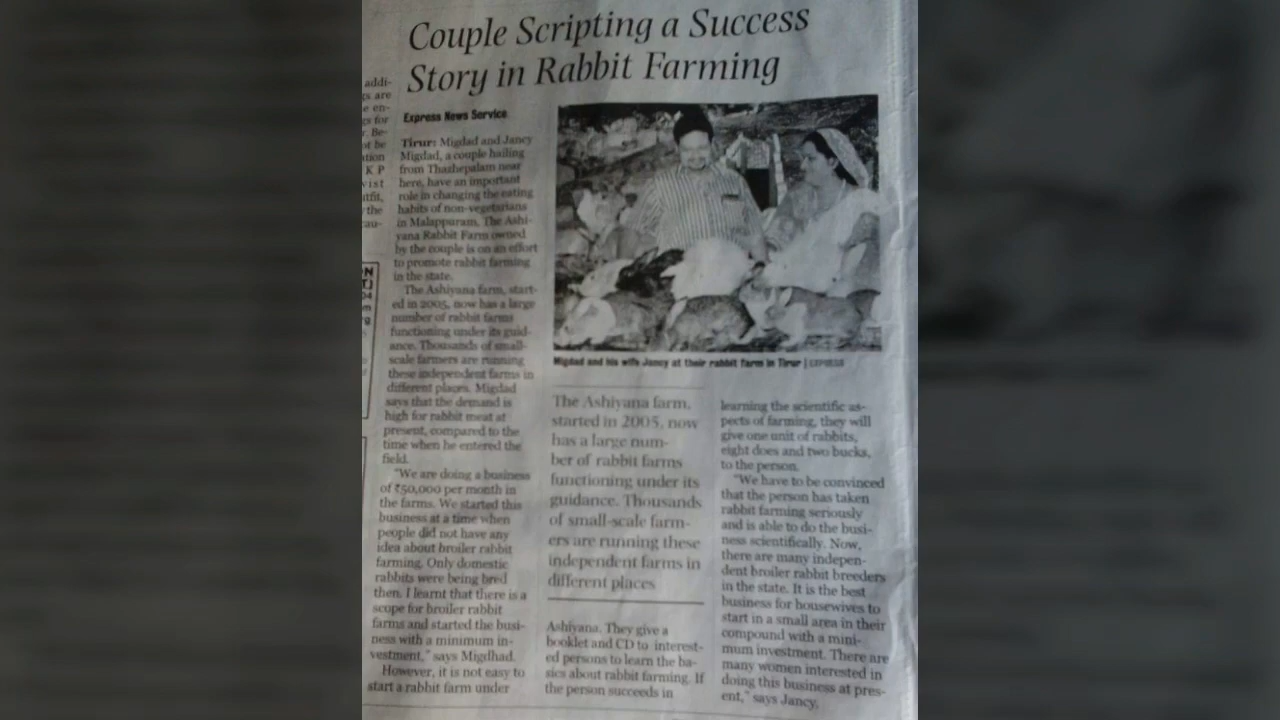 Couple Scripting a Success
Story in Rabbit Farming
Express News Service
Tirur: Migdad and Jancy
Migdad, a couple hailing
from Thazhepalam near
here, have an important
role in changing the eating
habits of non-vegetarians
in Malappuram. The Ashi-
yana Rabbit Farm owned
by the couple is on an effort
to promote rabbit farming
in the state.
The Ashiyana farm, start-
ed in 2005, now has a large
number of rabbit farms
functioning under its guid-
ance. Thousands of small-
scale farmers are running
these independent farms in
different places. Migdad
says that the demand is
high for rabbit meat at
present, compared to the
time when he entered the
field.
"We are doing a business
of ₹50,000 per month in
the farms. We started this
business at a time when
people did not have any
idea about broiler rabbit
farming. Only domestic
rabbits were being bred
then. I learnt that there is a
scope for broiler rabbit
farms and started the busi-
ness with a minimum in-
vestment," says Migdhad.
However, it is not easy to
start a rabbit farm under
Migdad and his wife Jancy at their rabbit farm in Tirur | EXPRESS
The Ashiyana farm,
started in 2005, now
has a large num-
ber of rabbit farms
functioning under its
guidance. Thousands
of small-scale farm-
ers are running these
independent farms in
different places
Ashiyana. They give a
booklet and CD to interest-
ed persons to learn the ba-
sics about rabbit farming. If
the person succeeds in
learning the scientific as-
pects of farming, they will
give one unit of rabbits,
eight does and two bucks,
to the person.
"We have to be convinced
that the person has taken
rabbit farming seriously
and is able to do the busi-
ness scientifically. Now,
there are many indepen-
dent broiler rabbit breeders
in the state. It is the best
business for housewives to
start in a small area in their
compound with a mini-
mum investment. There are
many women interested in
doing this business at pres-
ent," says Jancy.